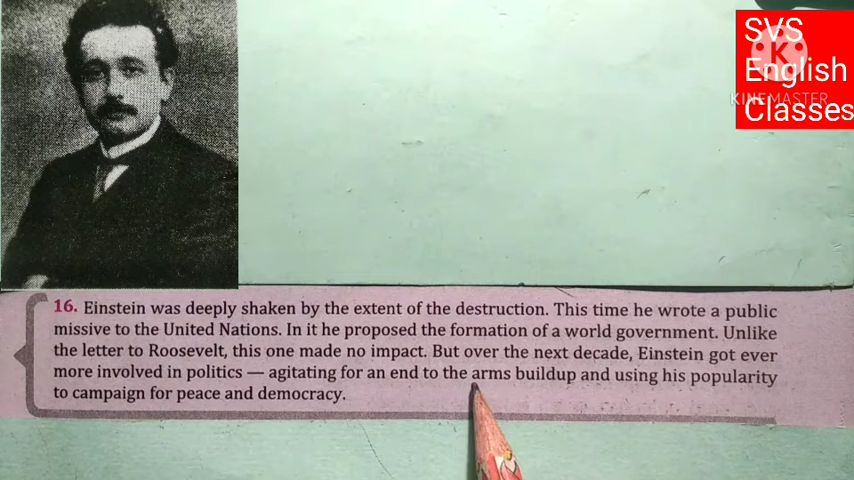 SVS
English
Classes
K
KINEMASTER
16. Einstein was deeply shaken by the extent of the destruction. This time he wrote a public
missive to the United Nations. In it he proposed the formation of a world government. Unlike
the letter to Roosevelt, this one made no impact. But over the next decade, Einstein got ever
more involved in politics — agitating for an end to the arms buildup and using his popularity
to campaign for peace and democracy.